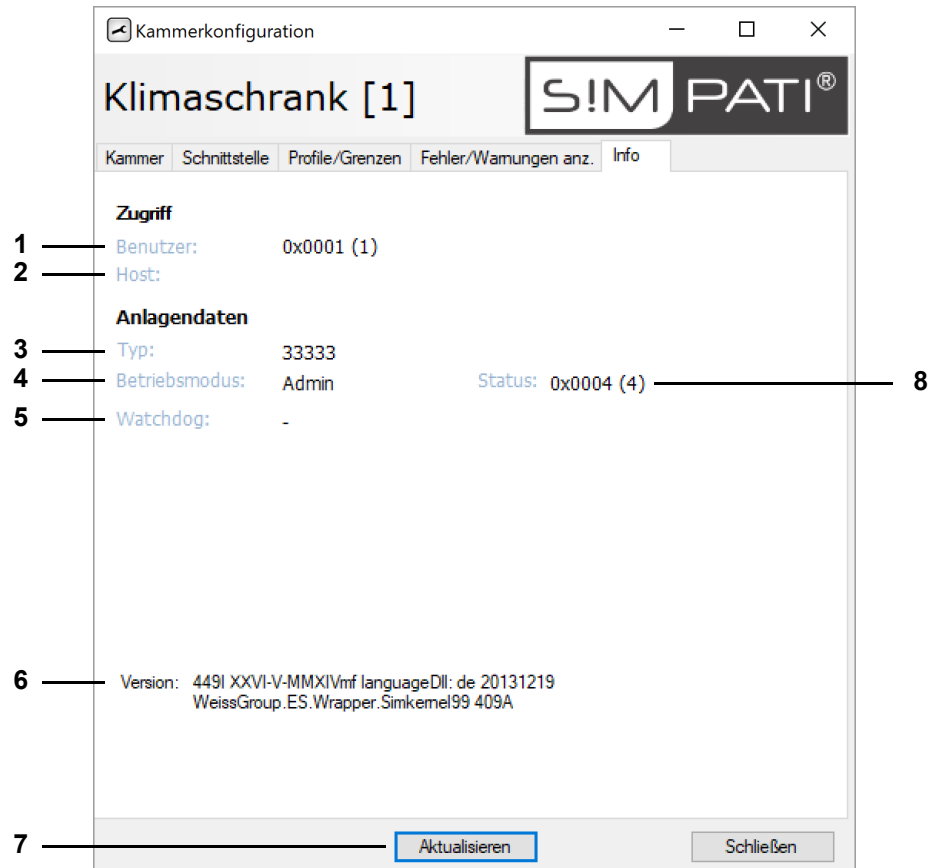 Kammerkonfiguration
Klimaschrank [1]
S!MPATI®
Kammer Schnittstelle Profile/Grenzen Fehler/Warnungen anz. Info
Zugriff
1 Benutzer: 0x0001 (1)
2 Host:
Anlagendaten
3 Typ: 33333
4 Betriebsmodus: Admin Status: 0x0004 (4) 8
5 Watchdog: -
6 Version: 449I XXVI-V-MMXIVmf languageDll: de 20131219
WeissGroup.ES.Wrapper.Simkernel99 409A
7 Aktualisieren Schließen